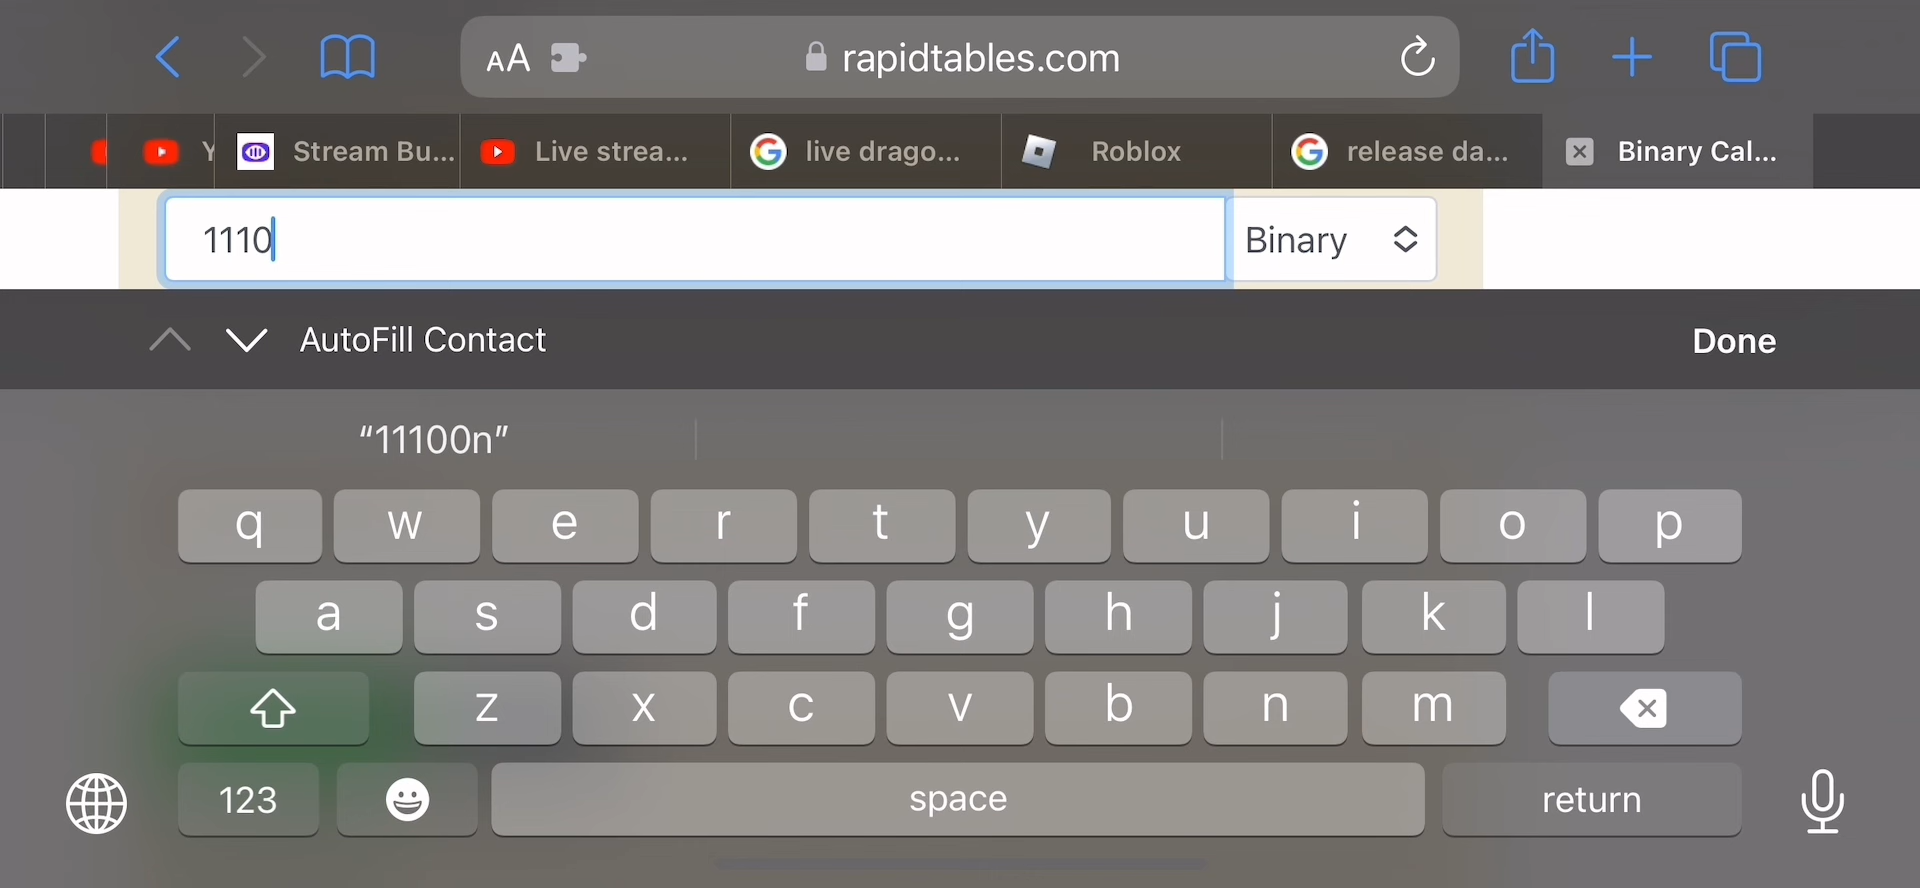 AA rapidtables.com
Y Stream Bu... Live strea... live drago... Roblox release da... Binary Cal...
1110 Binary
AutoFill Contact Done
“11100n”
q w e r t y u i o p
a s d f g h j k l
z x c v b n m
123 space return